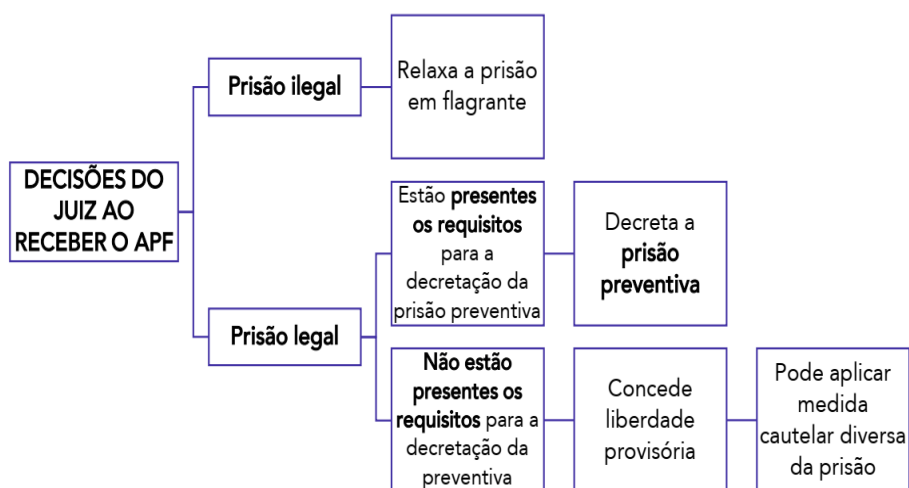 DECISÕES DO
JUIZ AO
RECEBER O APF
Prisão ilegal
Relaxa a prisão
em flagrante
Prisão legal
Estão presentes
os requisitos
para a
decretação da
prisão preventiva
Decreta a
prisão
preventiva
Não estão
presentes os
requisitos para a
decretação da
preventiva
Concede
liberdade
provisória
Pode aplicar
medida
cautelar diversa
da prisão